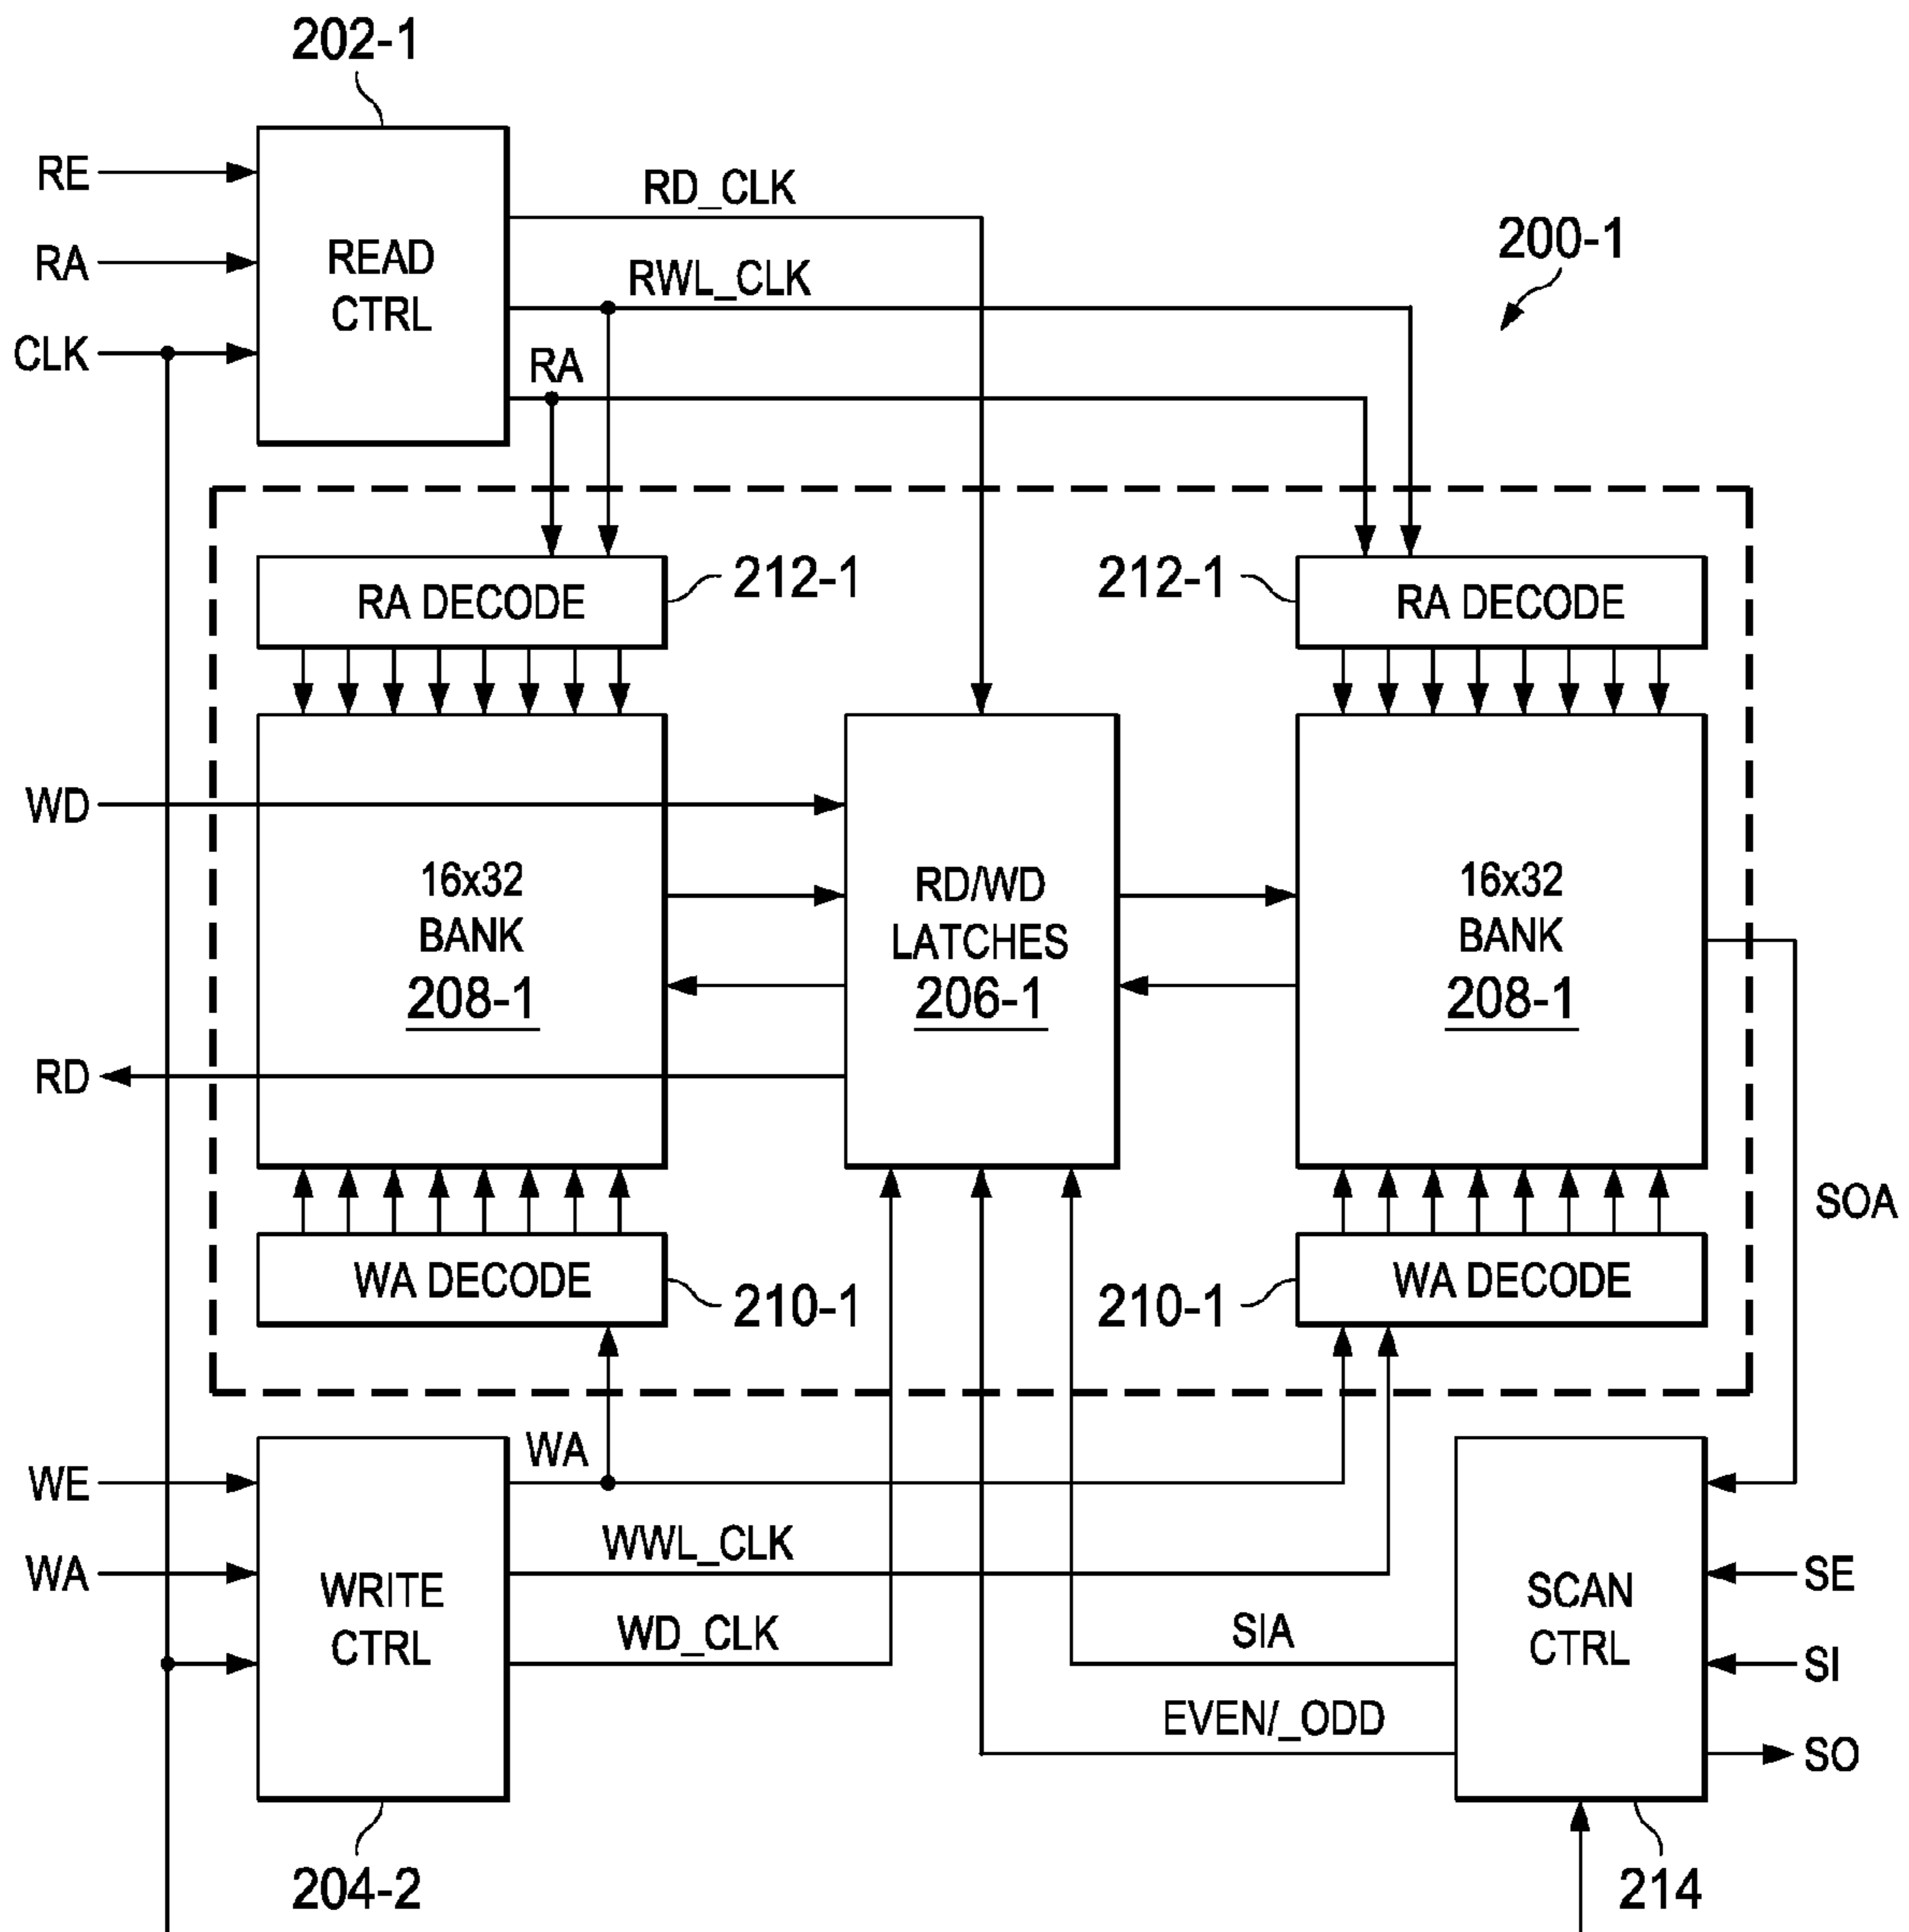 202-1
RE
RA
CLK
READ
CTRL
RD_CLK
RWL_CLK
RA
200-1
RA DECODE
212-1
212-1
RA DECODE
WD
RD
16x32
BANK
208-1
RD/WD
LATCHES
206-1
16x32
BANK
208-1
SOA
WA DECODE
210-1
210-1
WA DECODE
WE
WA
WRITE
CTRL
WA
WWL_CLK
WD_CLK
SIA
EVEN/_ODD
SCAN
CTRL
SE
SI
SO
204-2
214